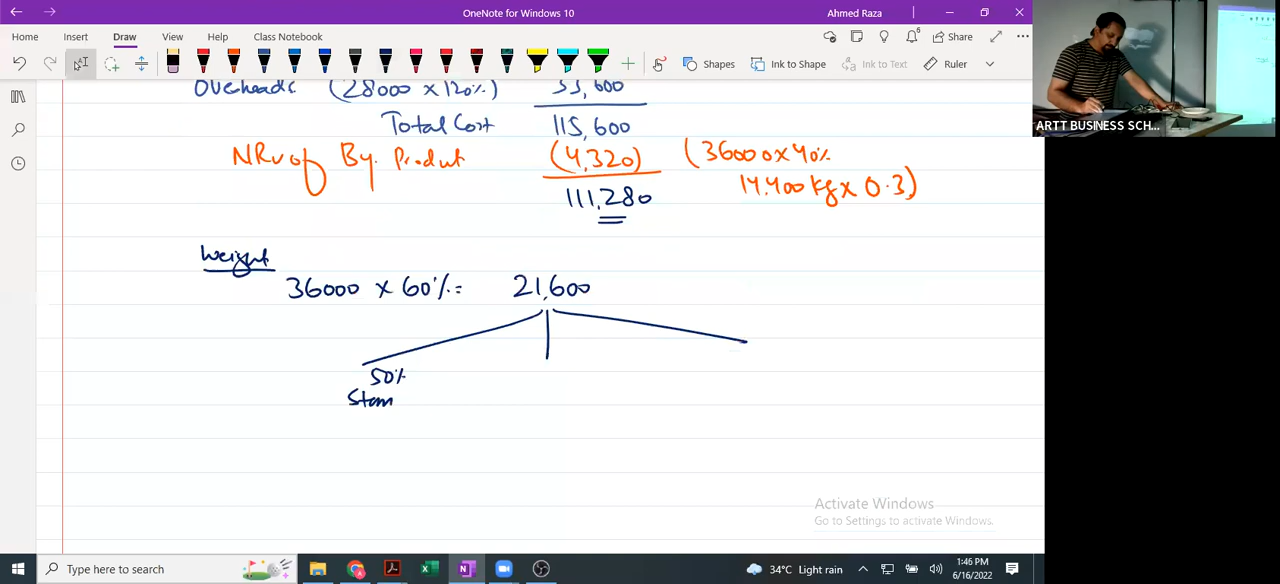 OneNote for Windows 10
Ahmed Raza
Home Insert Draw View Help Class Notebook
Share
Shapes Ink to Shape Ink to Text Ruler
ARTT BUSINESS SCH...
Overheads (28000 x 120%) 33,600
Total Cost 115,600
NRV of By. Product (4,320) (36000 x 40%
14,400 kg x 0.3)
111,280
Weight
36000 x 60% = 21,600
50%
Stan
Activate Windows
Go to Settings to activate Windows.
Type here to search
34°C Light rain
1:46 PM
6/16/2022